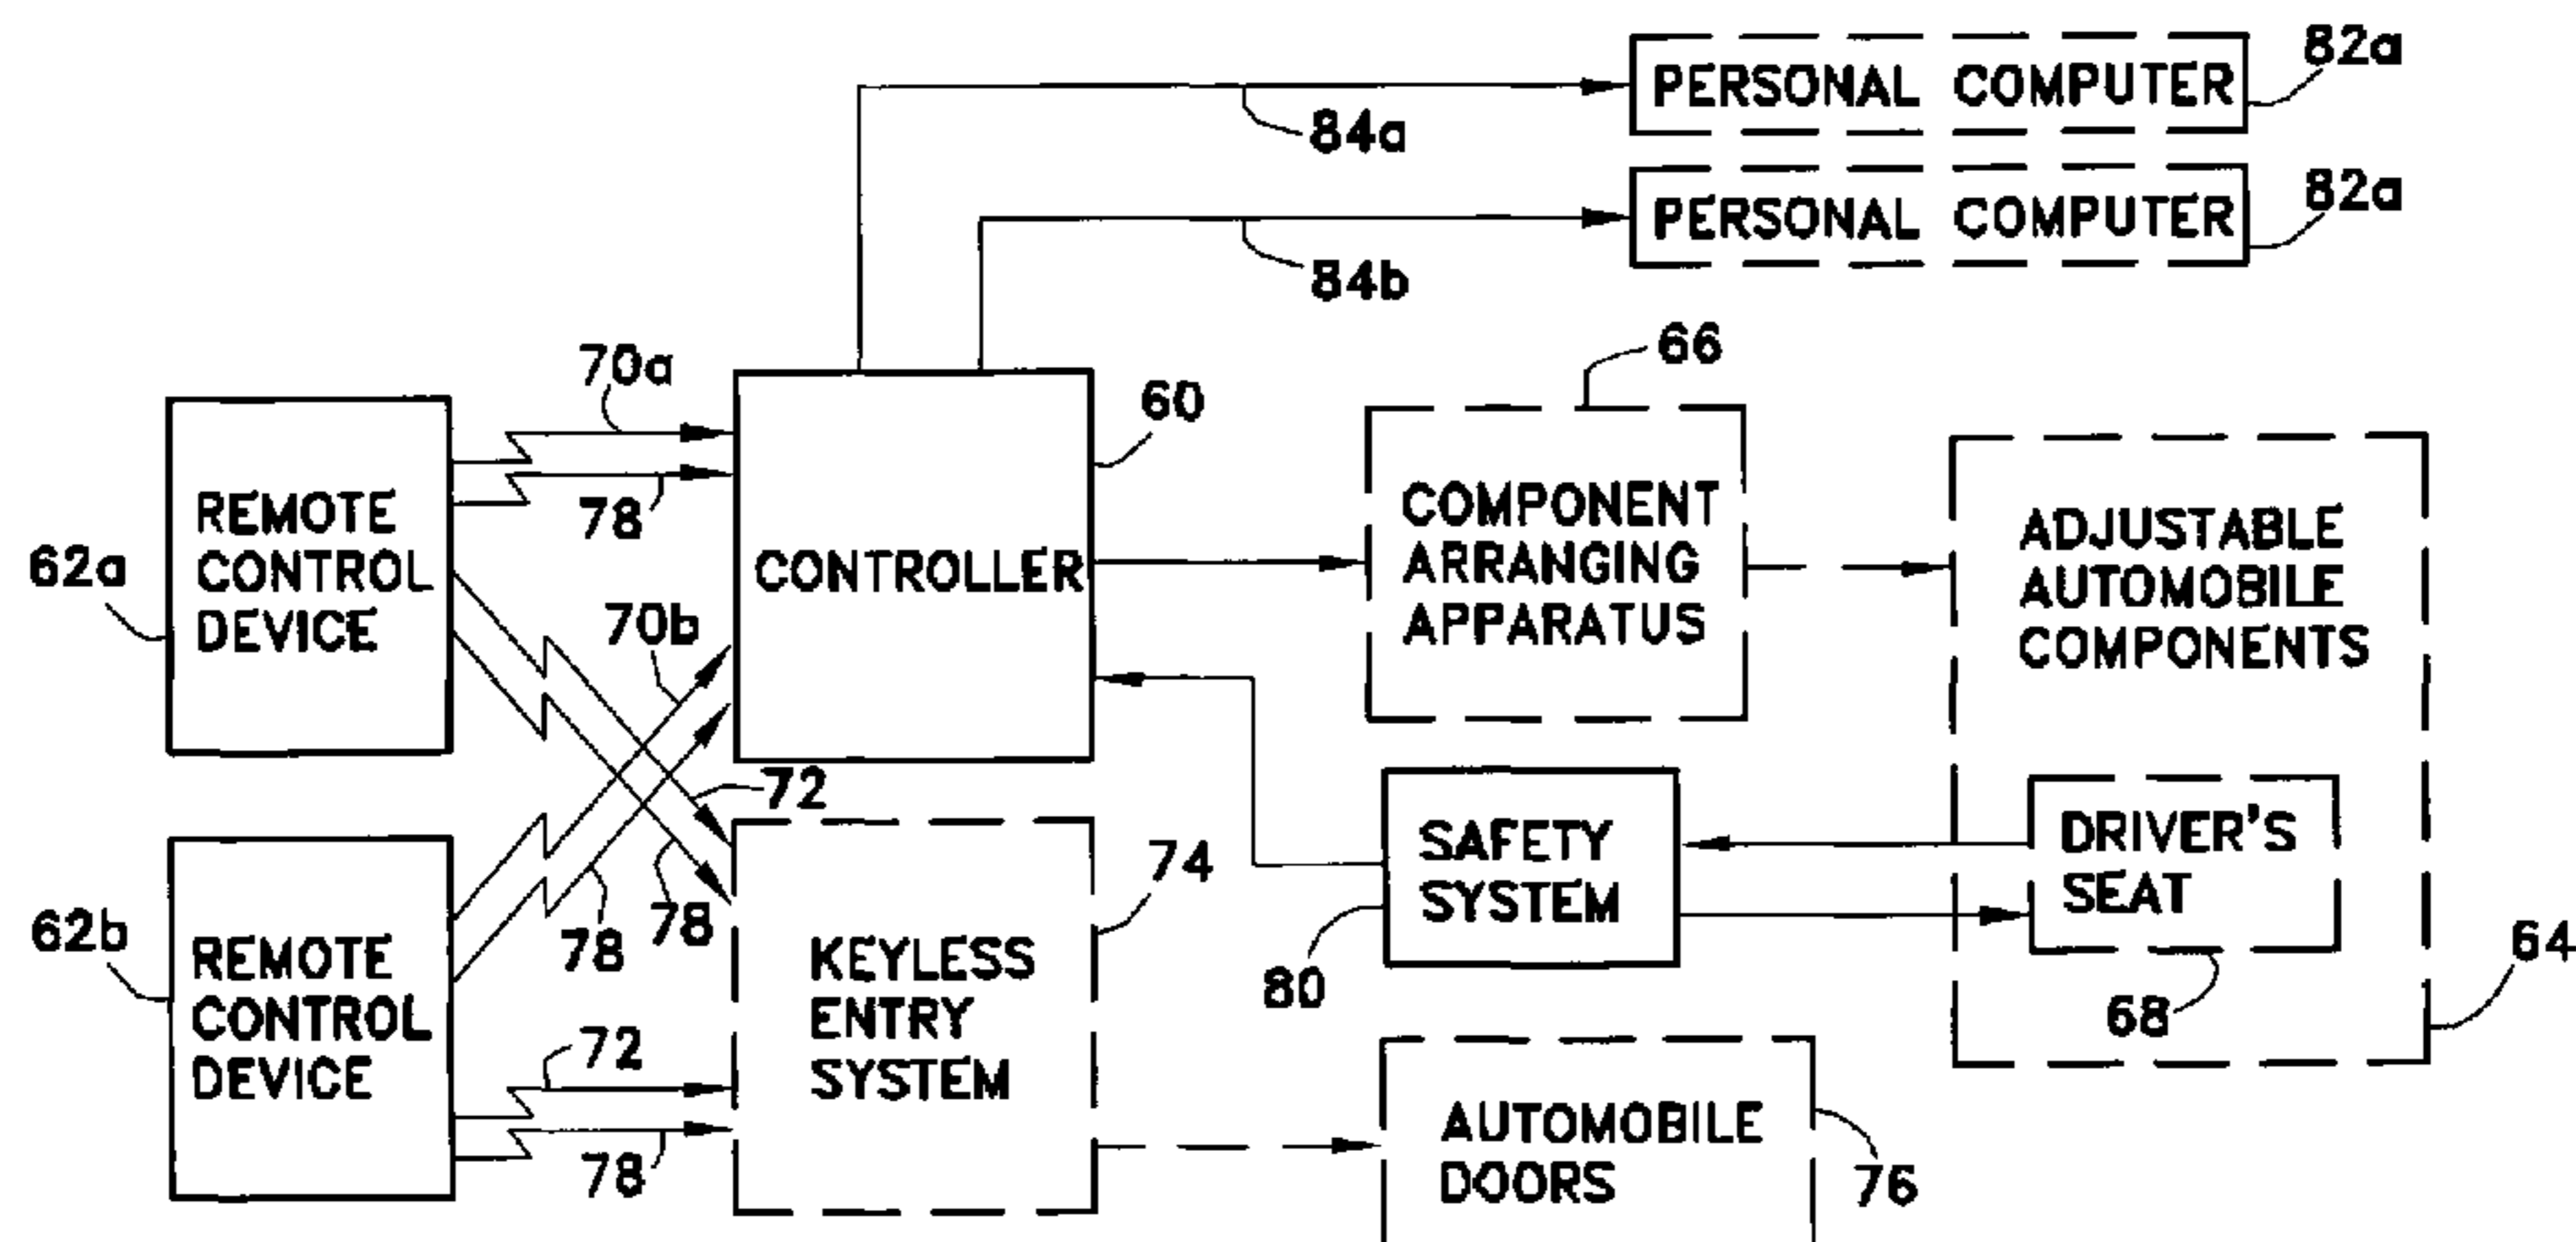 PERSONAL COMPUTER
82a
84a
PERSONAL COMPUTER
82a
84b
66
70a
60
REMOTE
CONTROL
DEVICE
78
CONTROLLER
COMPONENT
ARRANGING
APPARATUS
ADJUSTABLE
AUTOMOBILE
COMPONENTS
62a
70b
72
SAFETY
SYSTEM
DRIVER'S
SEAT
74
62b
REMOTE
CONTROL
DEVICE
78
78
KEYLESS
ENTRY
SYSTEM
80
68
64
72
78
AUTOMOBILE
DOORS
76